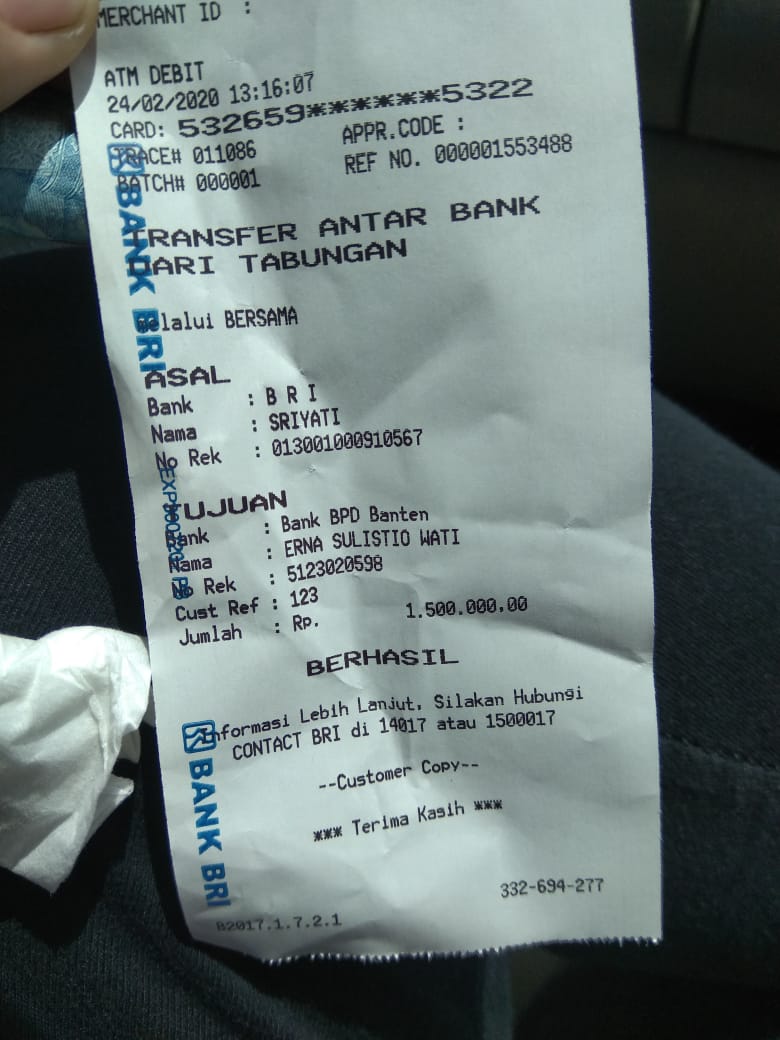 MERCHANT ID :
ATM DEBIT
24/02/2020 13:16:07
CARD: 532659******5322
TRACE# 011086 APPR.CODE :
BATCH# 000001 REF NO. 000001553488
TRANSFER ANTAR BANK
DARI TABUNGAN
melalui BERSAMA
ASAL
Bank : B R I
Nama : SRIYATI
No Rek : 013001000910567
TUJUAN
Bank : Bank BPD Banten
Nama : ERNA SULISTIO WATI
No Rek : 5123020598
Cust Ref : 123
Jumlah : Rp. 1.500.000,00
BERHASIL
Informasi Lebih Lanjut, Silakan Hubungi
CONTACT BRI di 14017 atau 1500017
--Customer Copy--
*** Terima Kasih ***
332-694-277
B2017.1.7.2.1
BANK BRI
BANK BRI